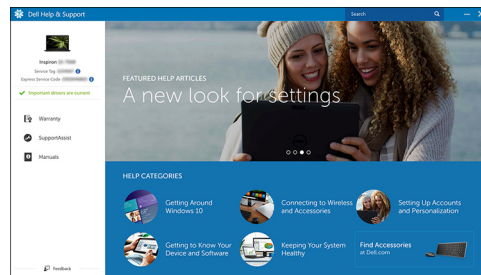 Dell Help & Support
Search
Inspiron
Service Tag
Express Service Code
Important drivers are current
Warranty
SupportAssist
Manuals
Feedback
FEATURED HELP ARTICLES
A new look for settings
HELP CATEGORIES
Getting Around
Windows 10
Connecting to Wireless
and Accessories
Setting Up Accounts
and Personalization
Getting to Know Your
Device and Software
Keeping Your System
Healthy
Find Accessories
at Dell.com